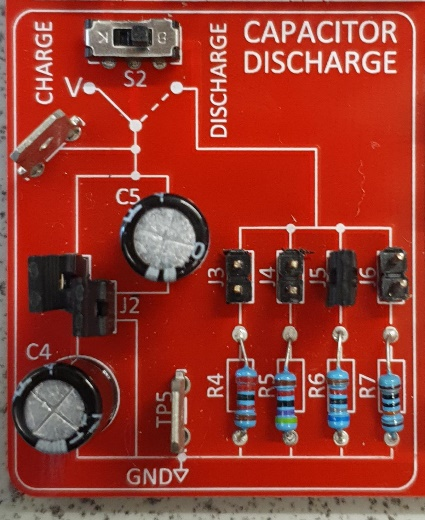 CAPACITOR
DISCHARGE
CHARGE
K
S2
V
DISCHARGE
C5
J3
J4
J5
J6
J2
C4
R4
R5
R6
R7
TP5
GND